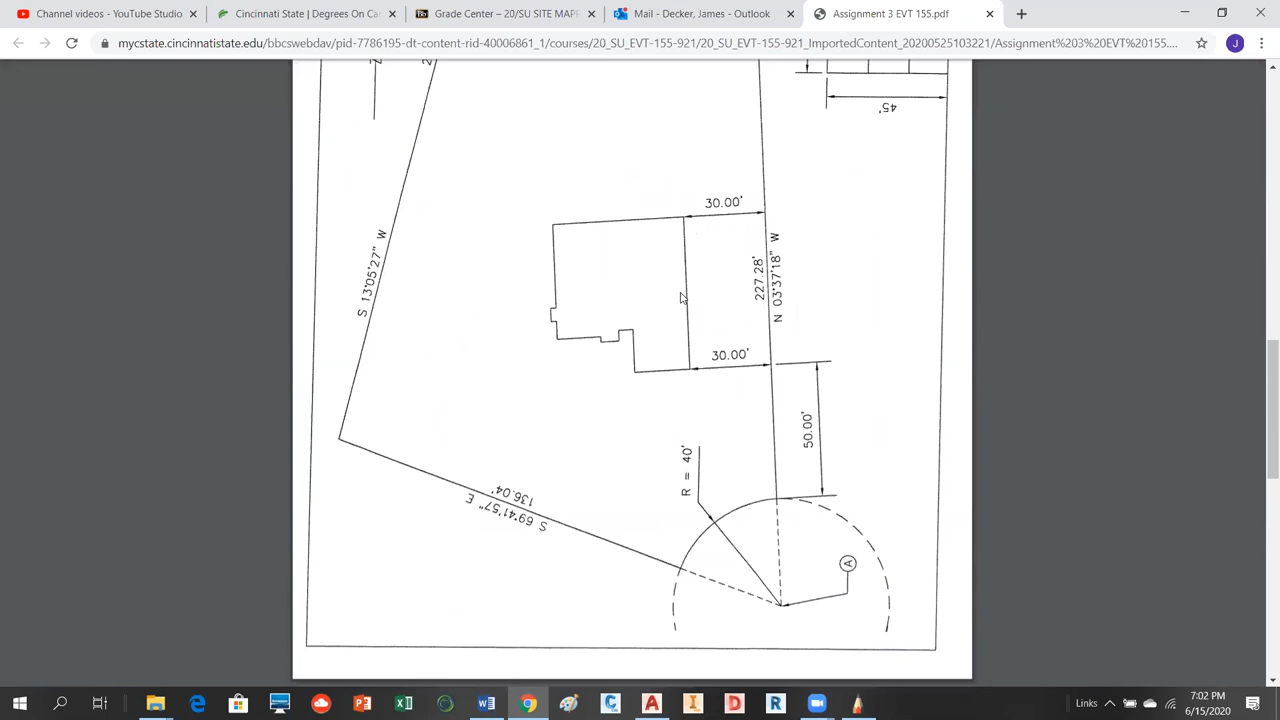 Channel videos - YouTube Studio
Cincinnati State | Degrees On Ca
Grade Center – 20/SU SITE MAPP
Mail - Decker, James - Outlook
Assignment 3 EVT 155.pdf
mycstate.cincinnatistate.edu/bbcswebdav/pid-7786195-dt-content-rid-40006861_1/courses/20_SU_EVT-155-921/20_SU_EVT-155-921_ImportedContent_20200525103221/Assignment%203%20EVT%20155....
J
45'
30.00'
S 13°05'27" W
227.28'
N 03°37'18" W
30.00'
50.00'
R = 40'
136.04'
S 69°41'57" E
A
Links
7:02 PM
6/15/2020